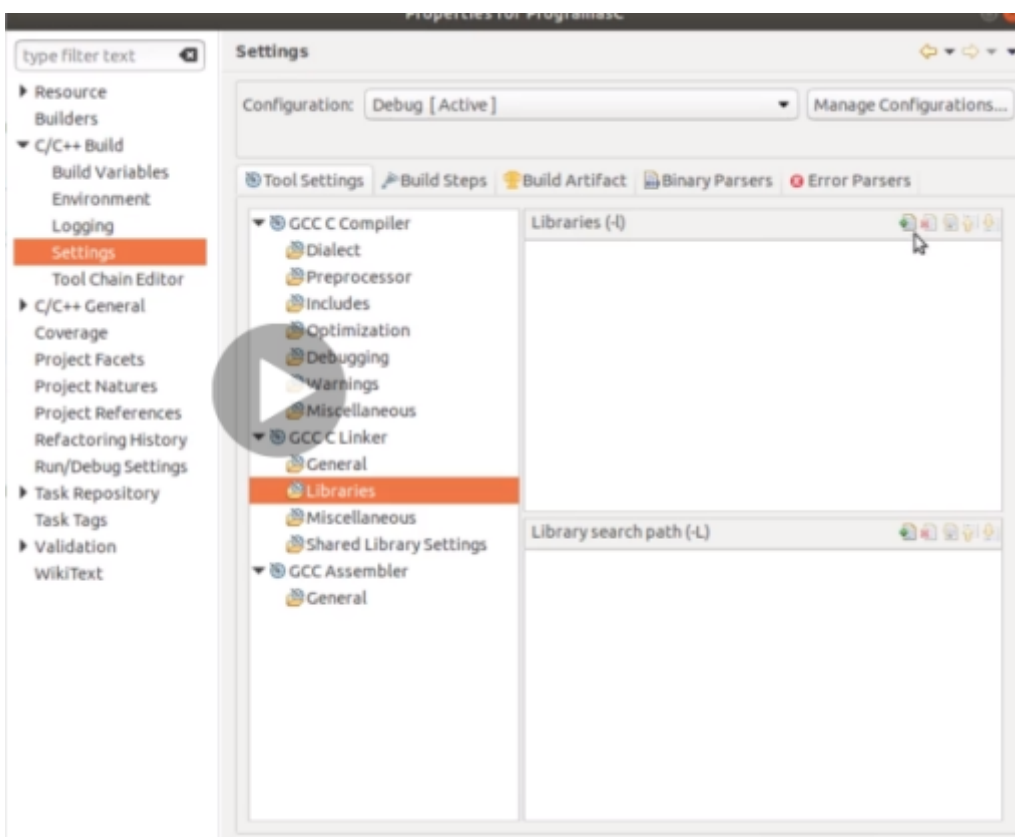 Properties for ProgramasC
type filter text
Resource
Builders
C/C++ Build
Build Variables
Environment
Logging
Settings
Tool Chain Editor
C/C++ General
Coverage
Project Facets
Project Natures
Project References
Refactoring History
Run/Debug Settings
Task Repository
Task Tags
Validation
WikiText
Settings
Configuration: Debug [ Active ] Manage Configurations...
Tool Settings Build Steps Build Artifact Binary Parsers Error Parsers
GCC C Compiler
Dialect
Preprocessor
Includes
Optimization
Debugging
Warnings
Miscellaneous
GCC C Linker
General
Libraries
Miscellaneous
Shared Library Settings
GCC Assembler
General
Libraries (-l)
Library search path (-L)